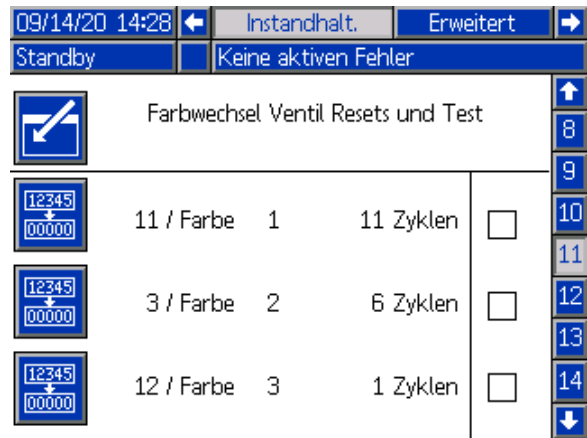 09/14/20 14:28 Instandhalt. Erweitert
Standby Keine aktiven Fehler
Farbwechsel Ventil Resets und Test
8
9
12345
00000
11 / Farbe 1 11 Zyklen
10
11
12345
00000
3 / Farbe 2 6 Zyklen
12
13
12345
00000
12 / Farbe 3 1 Zyklen
14